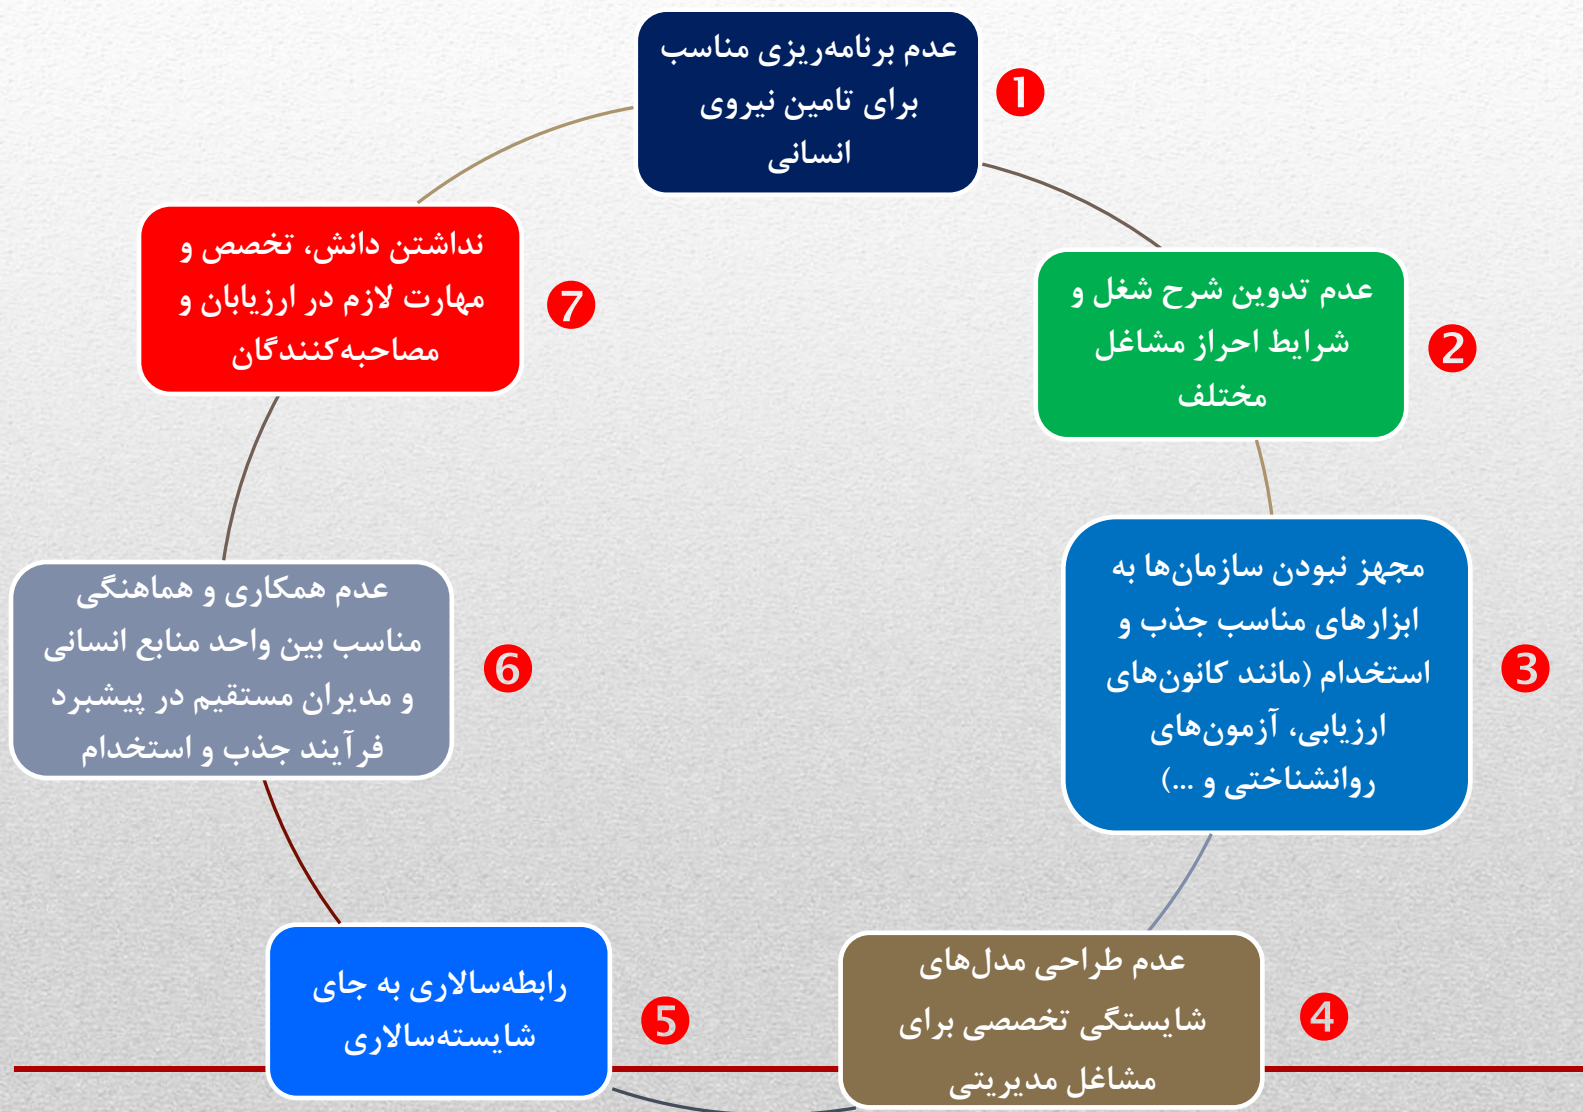 عدم برنامه‌ریزی مناسب
برای تامین نیروی
انسانی
1
عدم تدوین شرح شغل و
شرایط احراز مشاغل
مختلف
2
مجهز نبودن سازمان‌ها به
ابزارهای مناسب جذب و
استخدام (مانند کانون‌های
ارزیابی، آزمون‌های
روانشناختی و ...)
3
عدم طراحی مدل‌های
شایستگی تخصصی برای
مشاغل مدیریتی
4
رابطه‌سالاری به جای
شایسته‌سالاری
5
عدم همکاری و هماهنگی
مناسب بین واحد منابع انسانی
و مدیران مستقیم در پیشبرد
فرآیند جذب و استخدام
6
نداشتن دانش، تخصص و
مهارت لازم در ارزیابان و
مصاحبه‌کنندگان
7